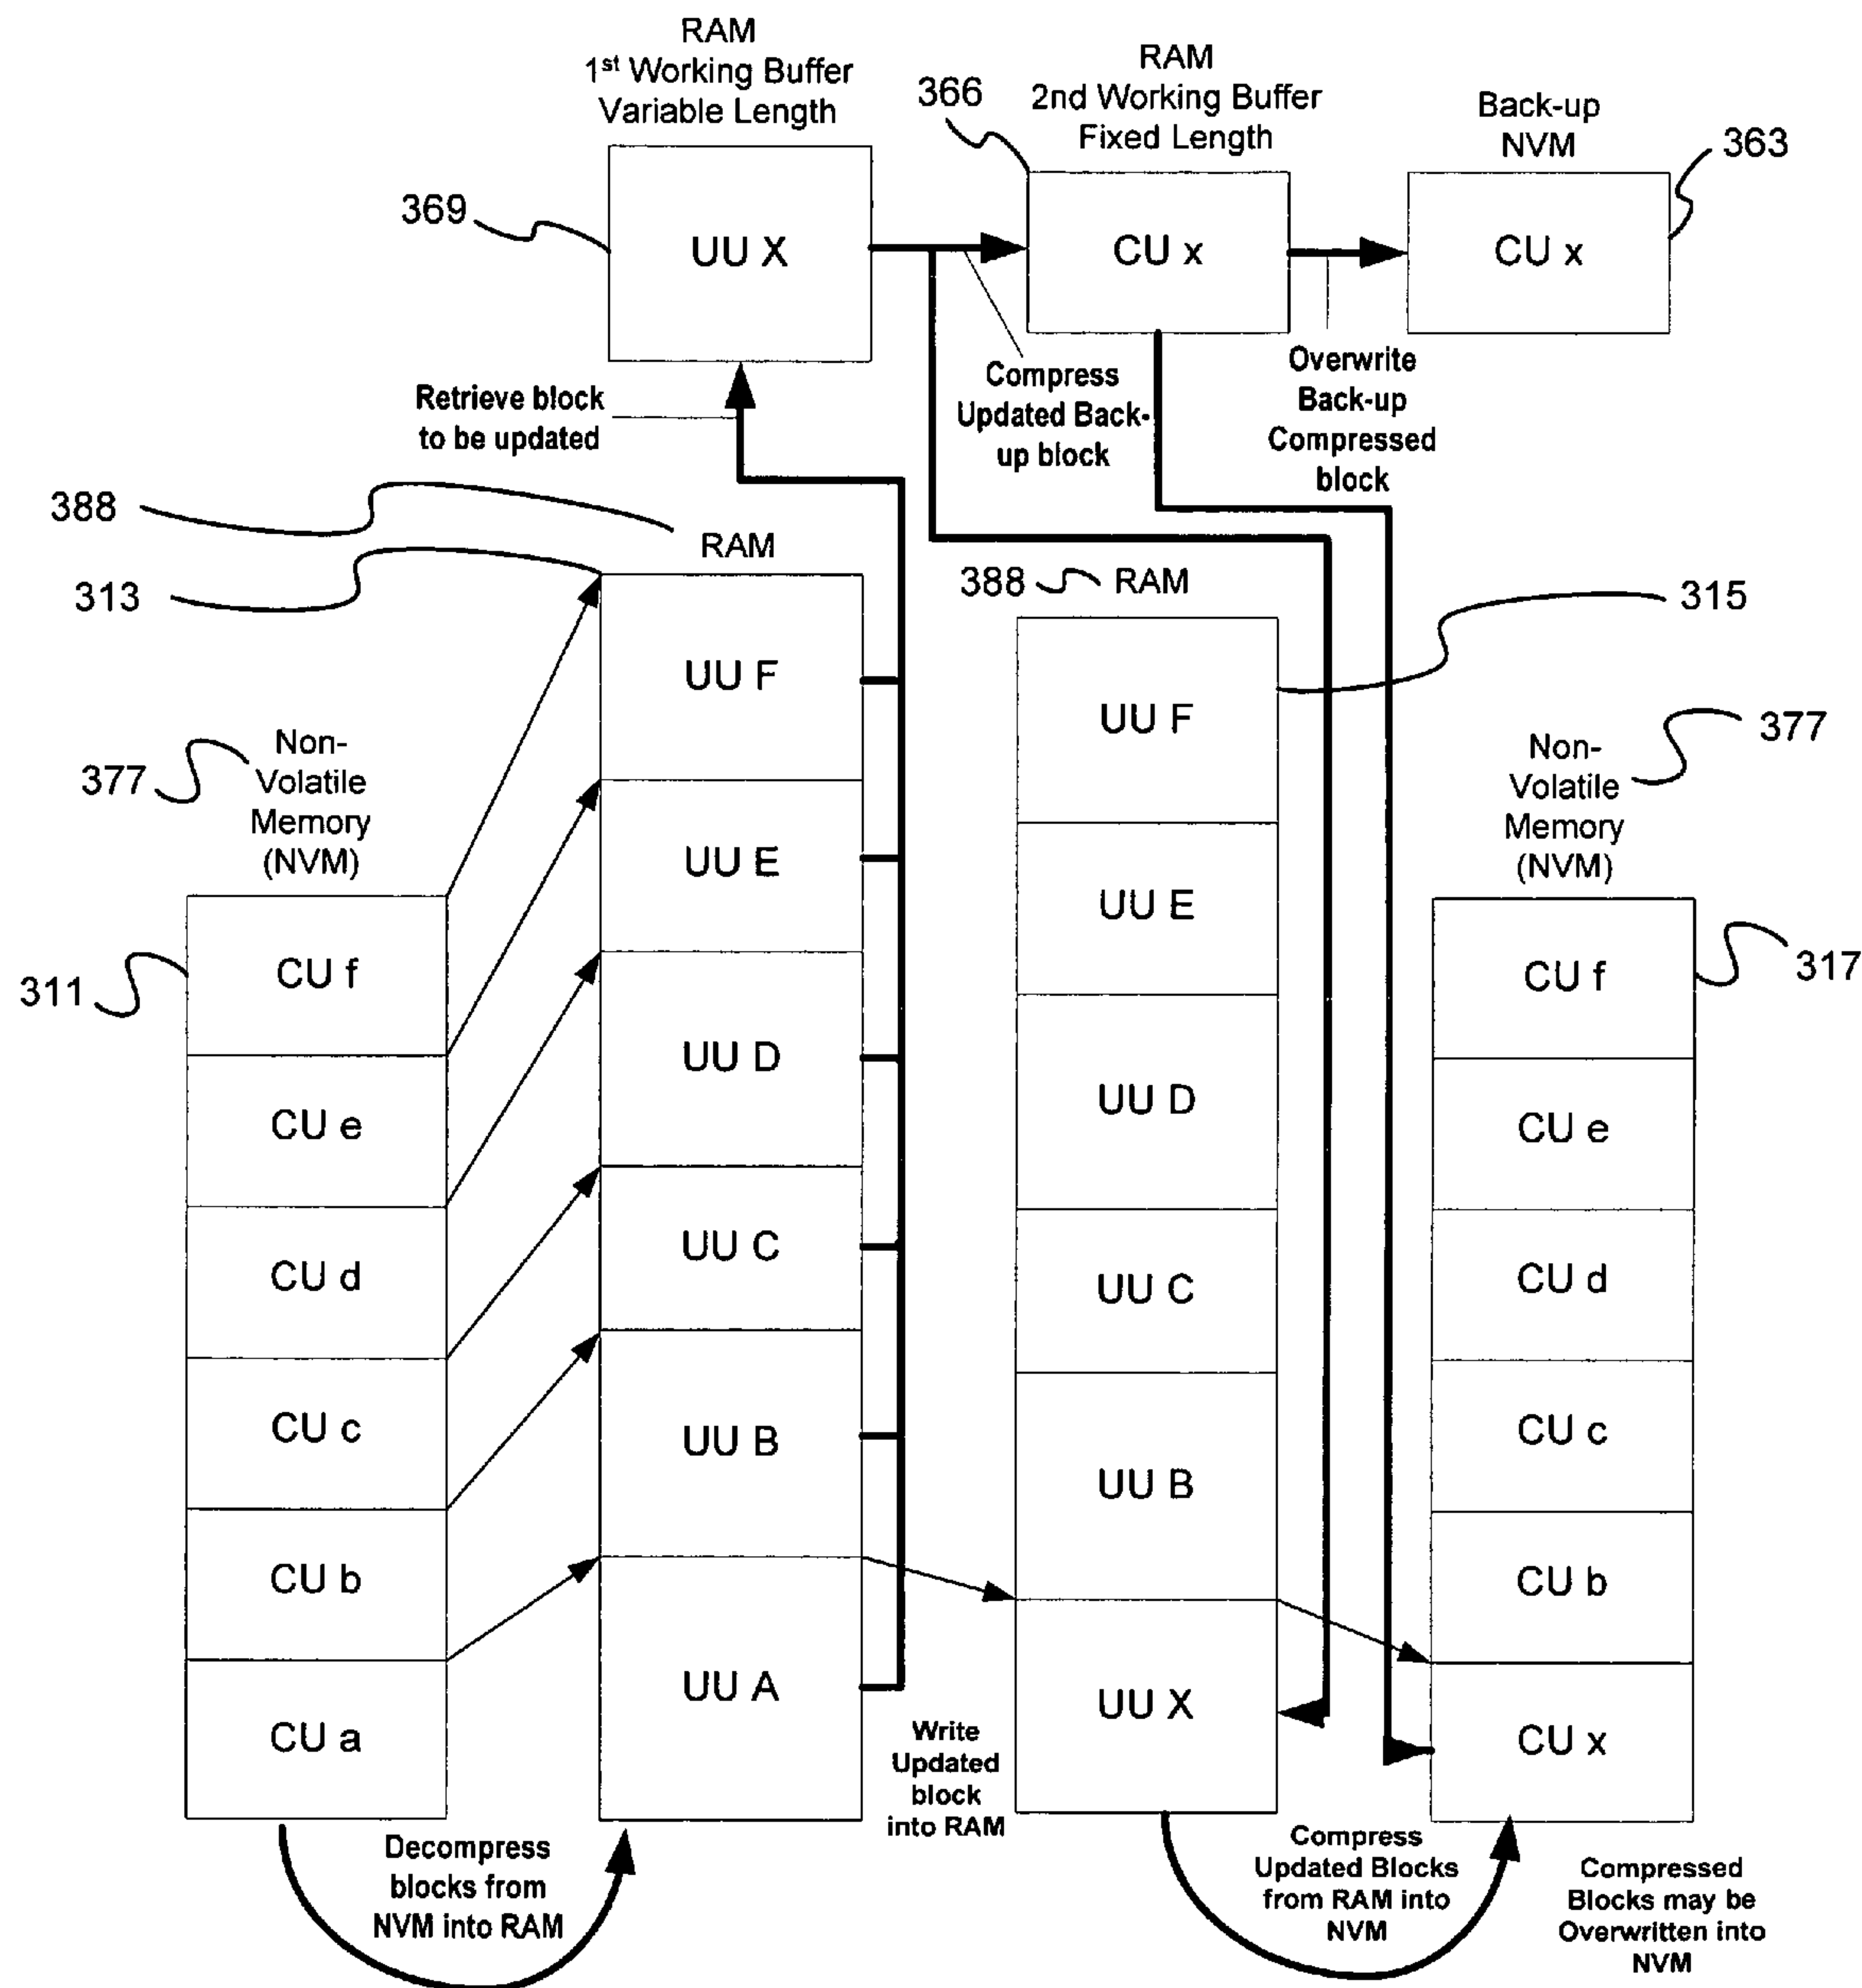 RAM
1st Working Buffer
Variable Length
366
RAM
2nd Working Buffer
Fixed Length
Back-up
NVM
363
369
UU X
CU x
CU x
Retrieve block
to be updated
Compress
Updated Back-
up block
Overwrite
Back-up
Compressed
block
388
RAM
313
388
RAM
315
377
Non-
Volatile
Memory
(NVM)
377
Non-
Volatile
Memory
(NVM)
311
CU f
CU e
CU d
CU c
CU b
CU a
UU F
UU E
UU D
UU C
UU B
UU A
UU F
UU E
UU D
UU C
UU B
UU X
317
CU f
CU e
CU d
CU c
CU b
CU x
Decompress
blocks from
NVM into RAM
Write
Updated
block
into RAM
Compress
Updated Blocks
from RAM into
NVM
Compressed
Blocks may be
Overwritten into
NVM